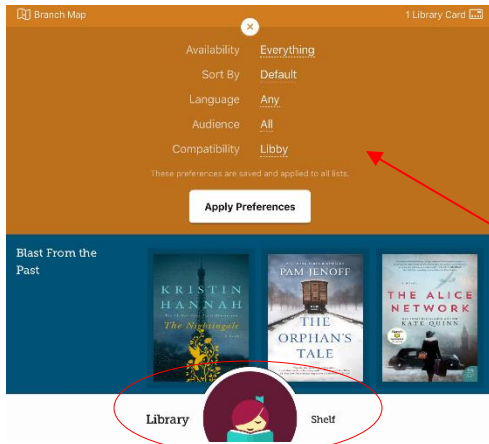 Branch Map 1 Library Card
Availability Everything
Sort By Default
Language Any
Audience All
Compatibility Libby
These preferences are saved and applied to all lists.
Apply Preferences
Blast From the
Past
KRISTIN
HANNAH
The Nightingale
PAM JENOFF
THE
ORPHAN'S
TALE
THE ALICE
NETWORK
KATE QUINN
Library Shelf